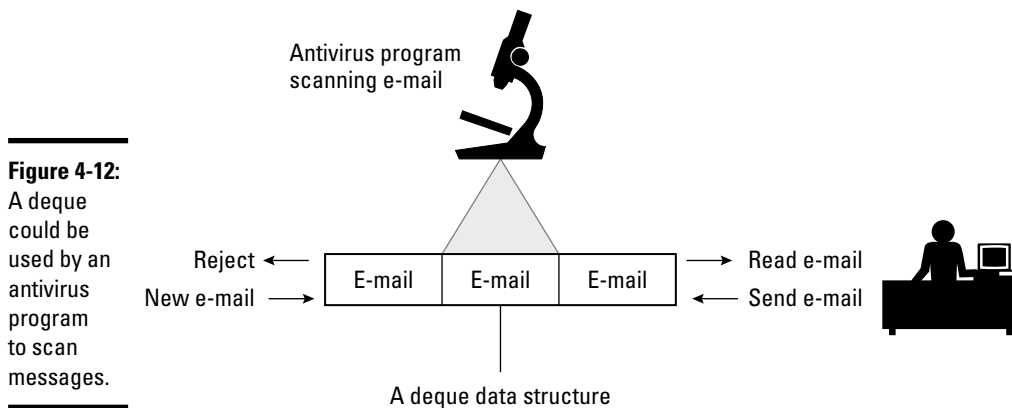 Antivirus program
scanning e-mail
Figure 4-12:
A deque
could be
used by an
antivirus
program
to scan
messages.
Reject
New e-mail
E-mail
E-mail
E-mail
Read e-mail
Send e-mail
A deque data structure